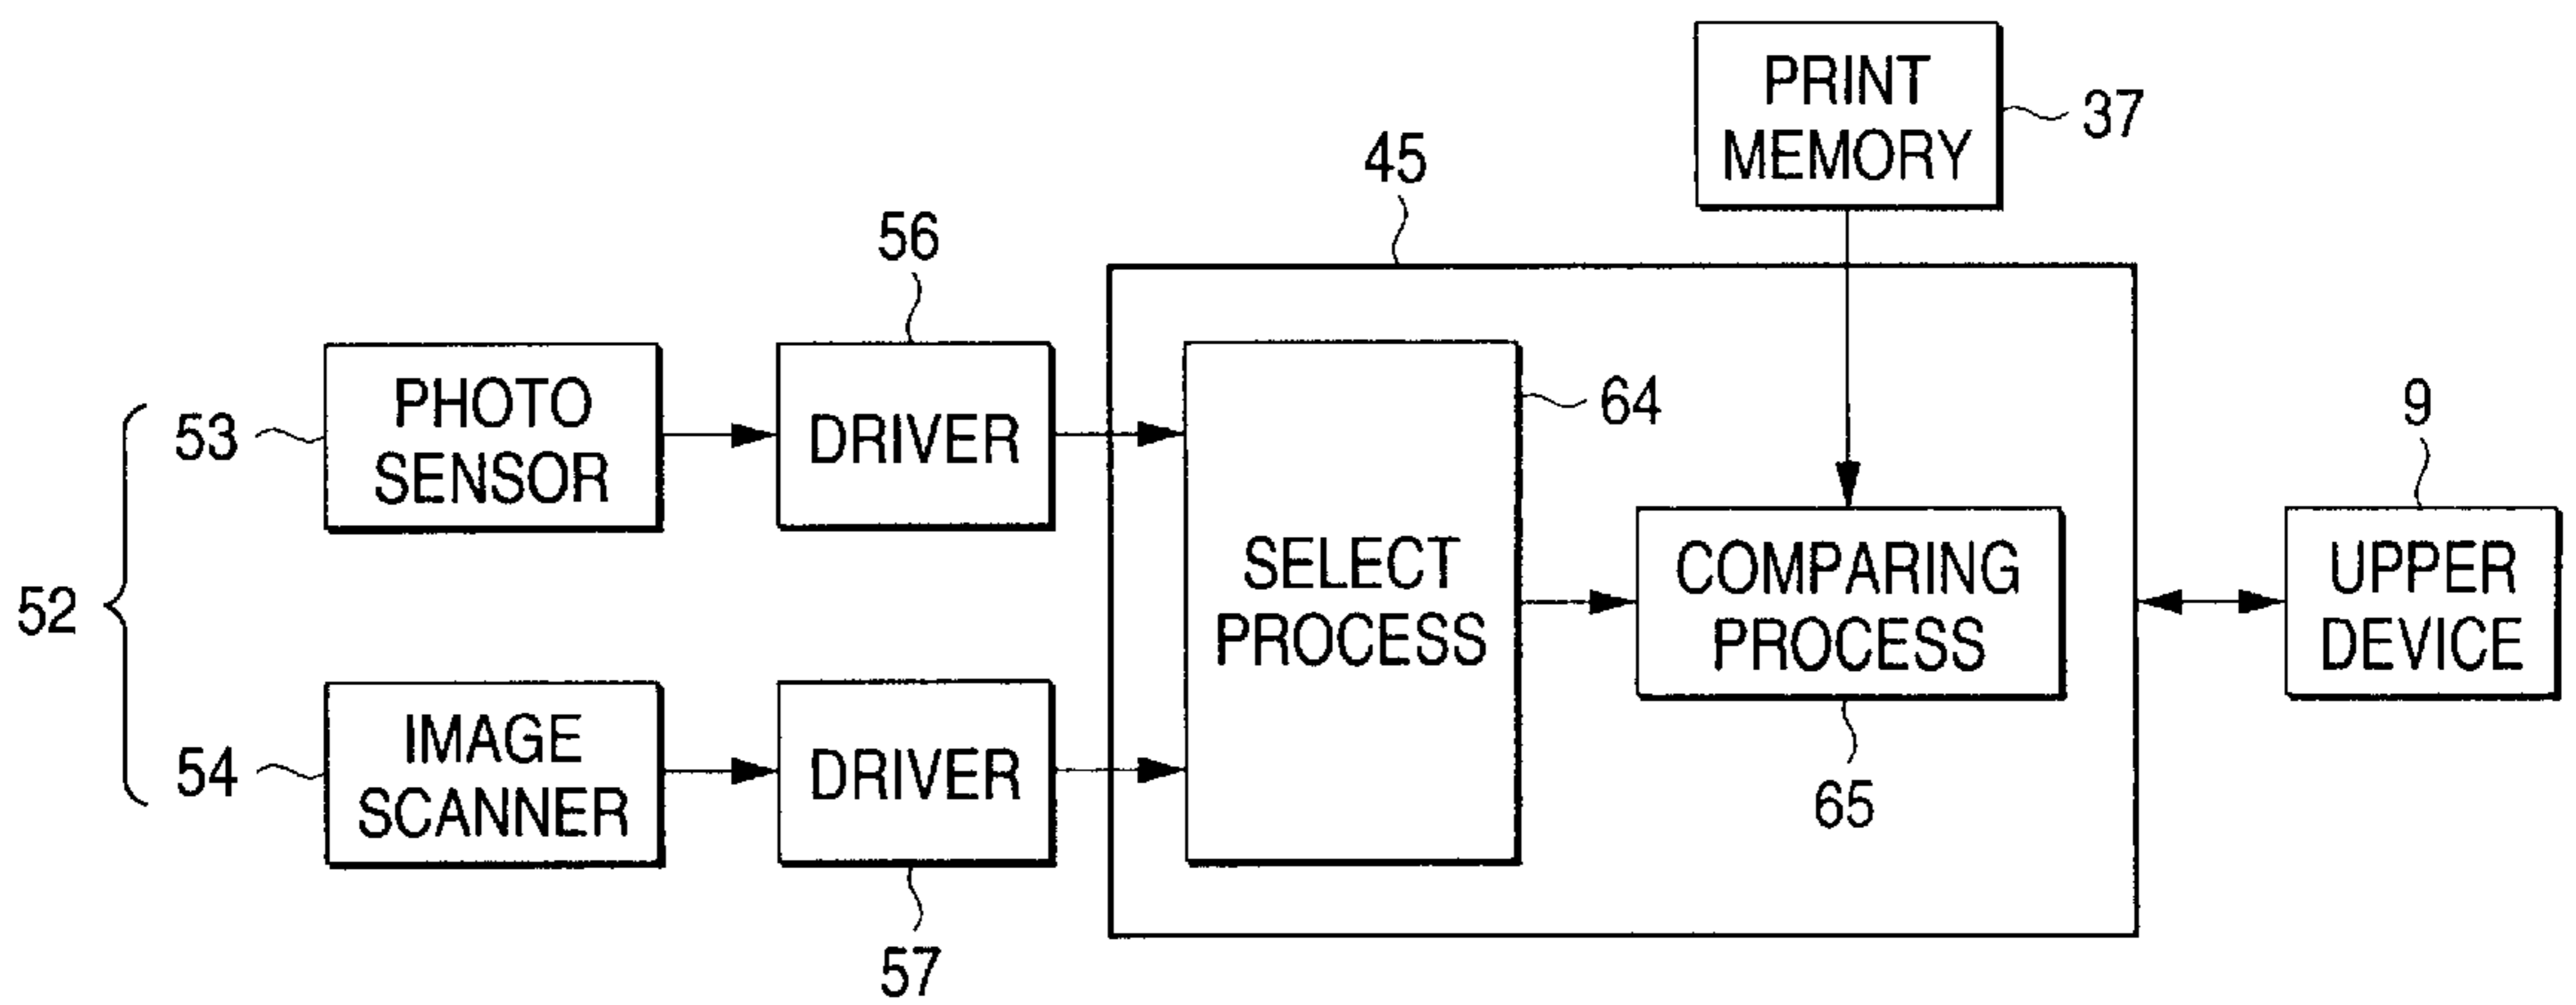 PRINT
MEMORY
37
45
56
PHOTO
SENSOR
53
DRIVER
64
9
SELECT
PROCESS
COMPARING
PROCESS
UPPER
DEVICE
52
54
IMAGE
SCANNER
DRIVER
65
57